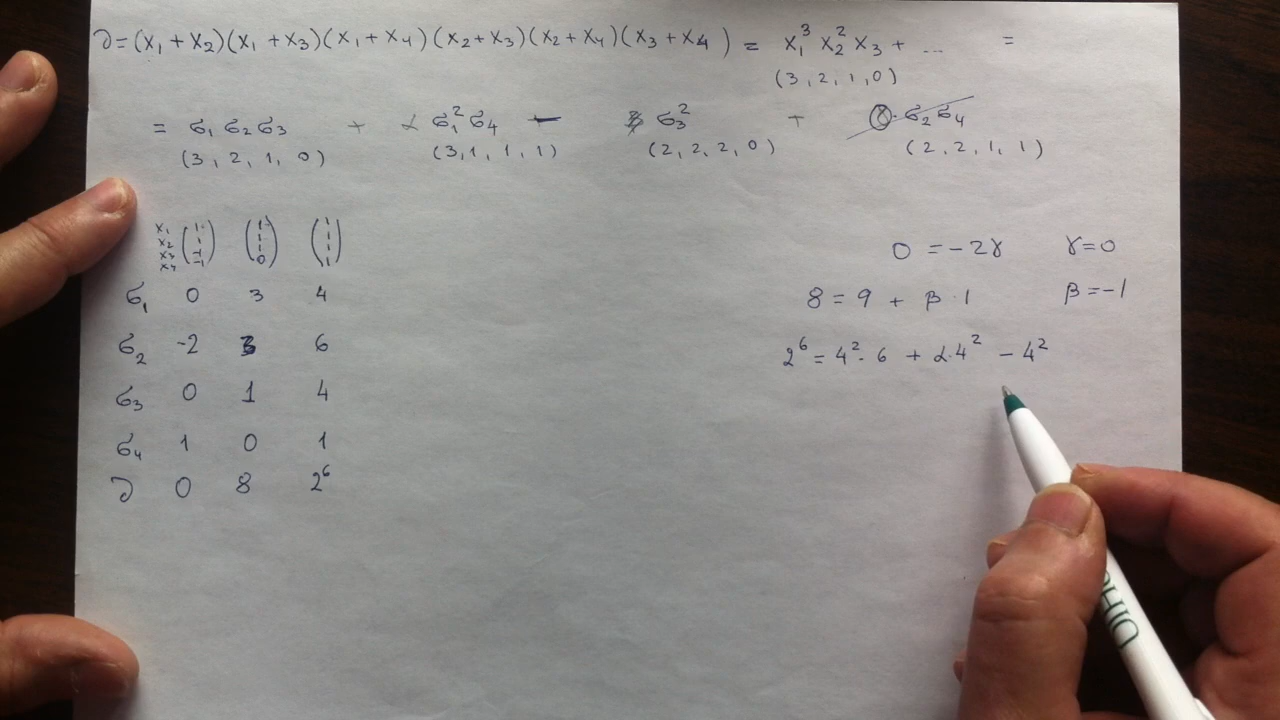 ∂ = (x₁ + x₂)(x₁ + x₃)(x₁ + x₄)(x₂ + x₃)(x₂ + x₄)(x₃ + x₄) = x₁³ x₂² x₃ + ... =
(3, 2, 1, 0)
= σ₁ σ₂ σ₃ + α σ₁² σ₄ − σ₃² + γ · σ₂ σ₄
(3, 2, 1, 0) (3, 1, 1, 1) (2, 2, 2, 0) (2, 2, 1, 1)
x₁ 1 1 1
x₂ 1 1 1
x₃ -1 1 1
x₄ -1 0 1
0 = -2γ γ = 0
σ₁ 0 3 4
8 = 9 + β · 1 β = -1
σ₂ -2 3 6
2⁶ = 4² · 6 + α · 4² − 4²
σ₃ 0 1 4
σ₄ 1 0 1
∂ 0 8 2⁶
OHIO